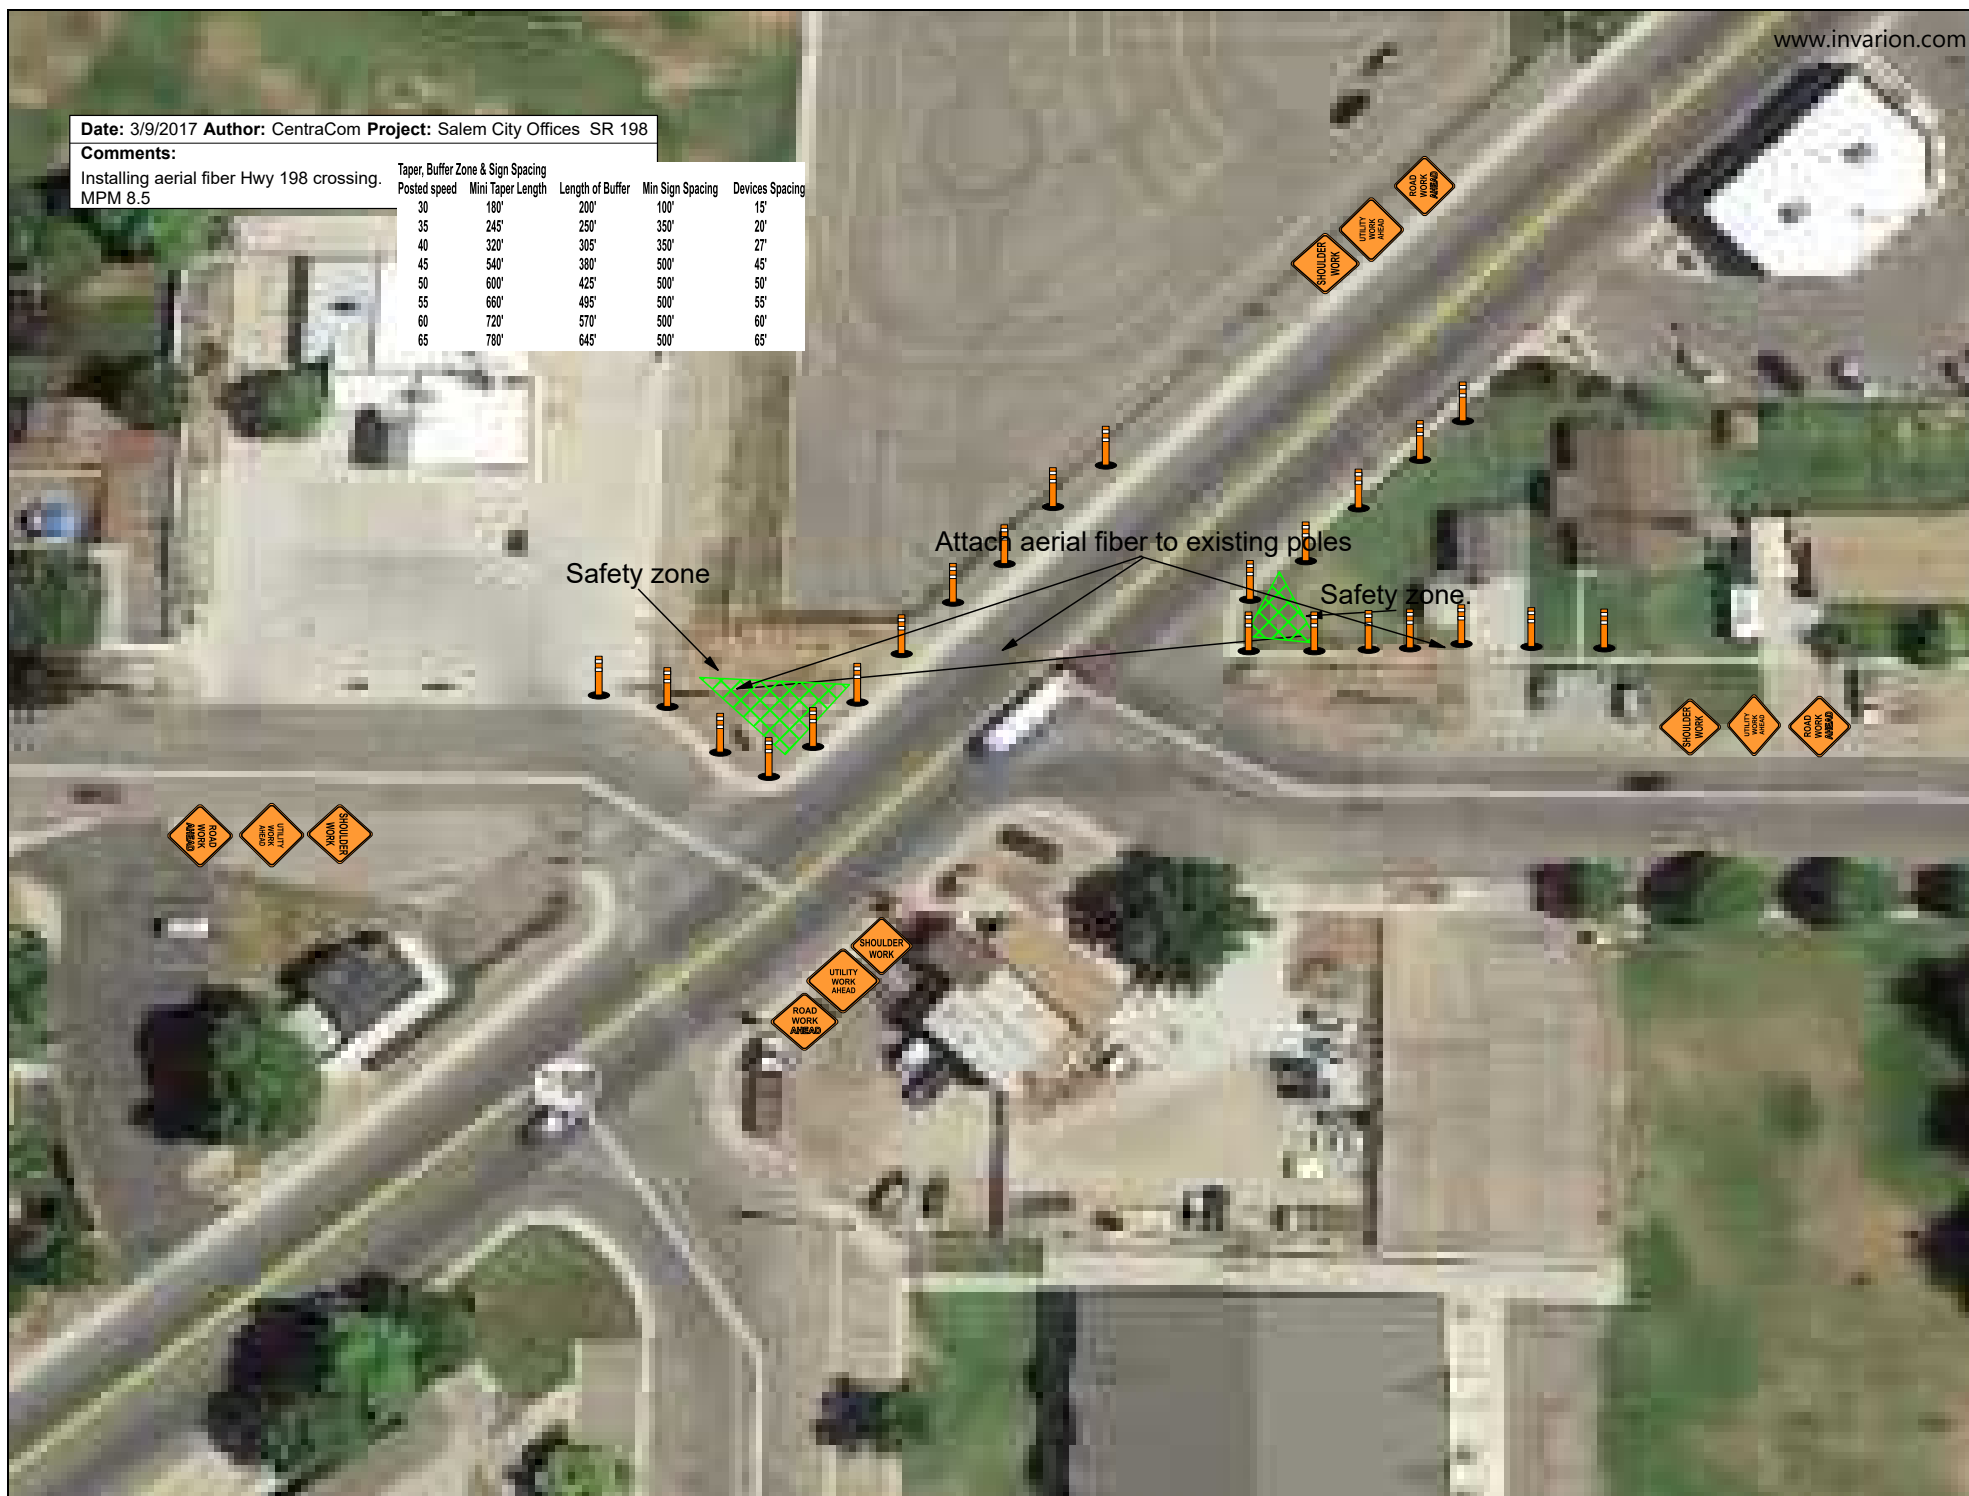 www.invarion.com
Date: 3/9/2017 Author: CentraCom Project: Salem City Offices SR 198
Comments:
Installing aerial fiber Hwy 198 crossing.
MPM 8.5
Taper, Buffer Zone & Sign Spacing
Posted speed Mini Taper Length Length of Buffer Min Sign Spacing Devices Spacing
30 180' 200' 100' 15'
35 245' 250' 350' 20'
40 320' 305' 350' 27'
45 540' 380' 500' 45'
50 600' 425' 500' 50'
55 660' 495' 500' 55'
60 720' 570' 500' 60'
65 780' 645' 500' 65'
ROAD
WORK
AHEAD
UTILITY
WORK
AHEAD
SHOULDER
WORK
Attach aerial fiber to existing poles
Safety zone
Safety zone.
SHOULDER
WORK
UTILITY
WORK
AHEAD
ROAD
WORK
AHEAD
ROAD
WORK
AHEAD
UTILITY
WORK
AHEAD
SHOULDER
WORK
SHOULDER
WORK
UTILITY
WORK
AHEAD
ROAD
WORK
AHEAD